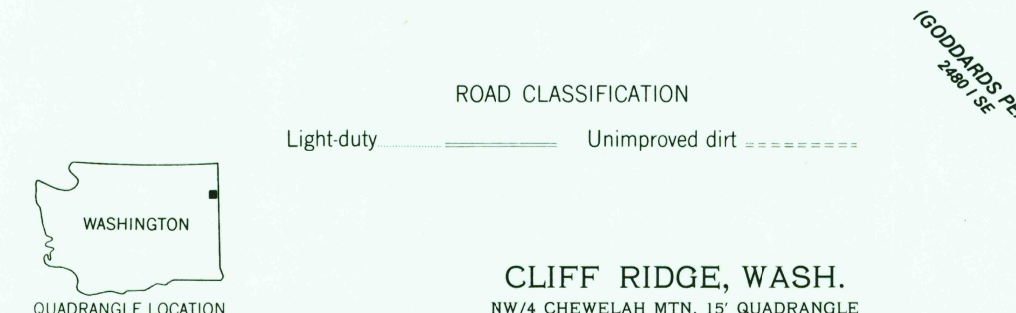 (GODDARDS
2480 I SE
ROAD CLASSIFICATION
Light-duty
Unimproved dirt
WASHINGTON
QUADRANGLE LOCATION
CLIFF RIDGE, WASH.
NW/4 CHEWELAH MTN. 15' QUADRANGLE